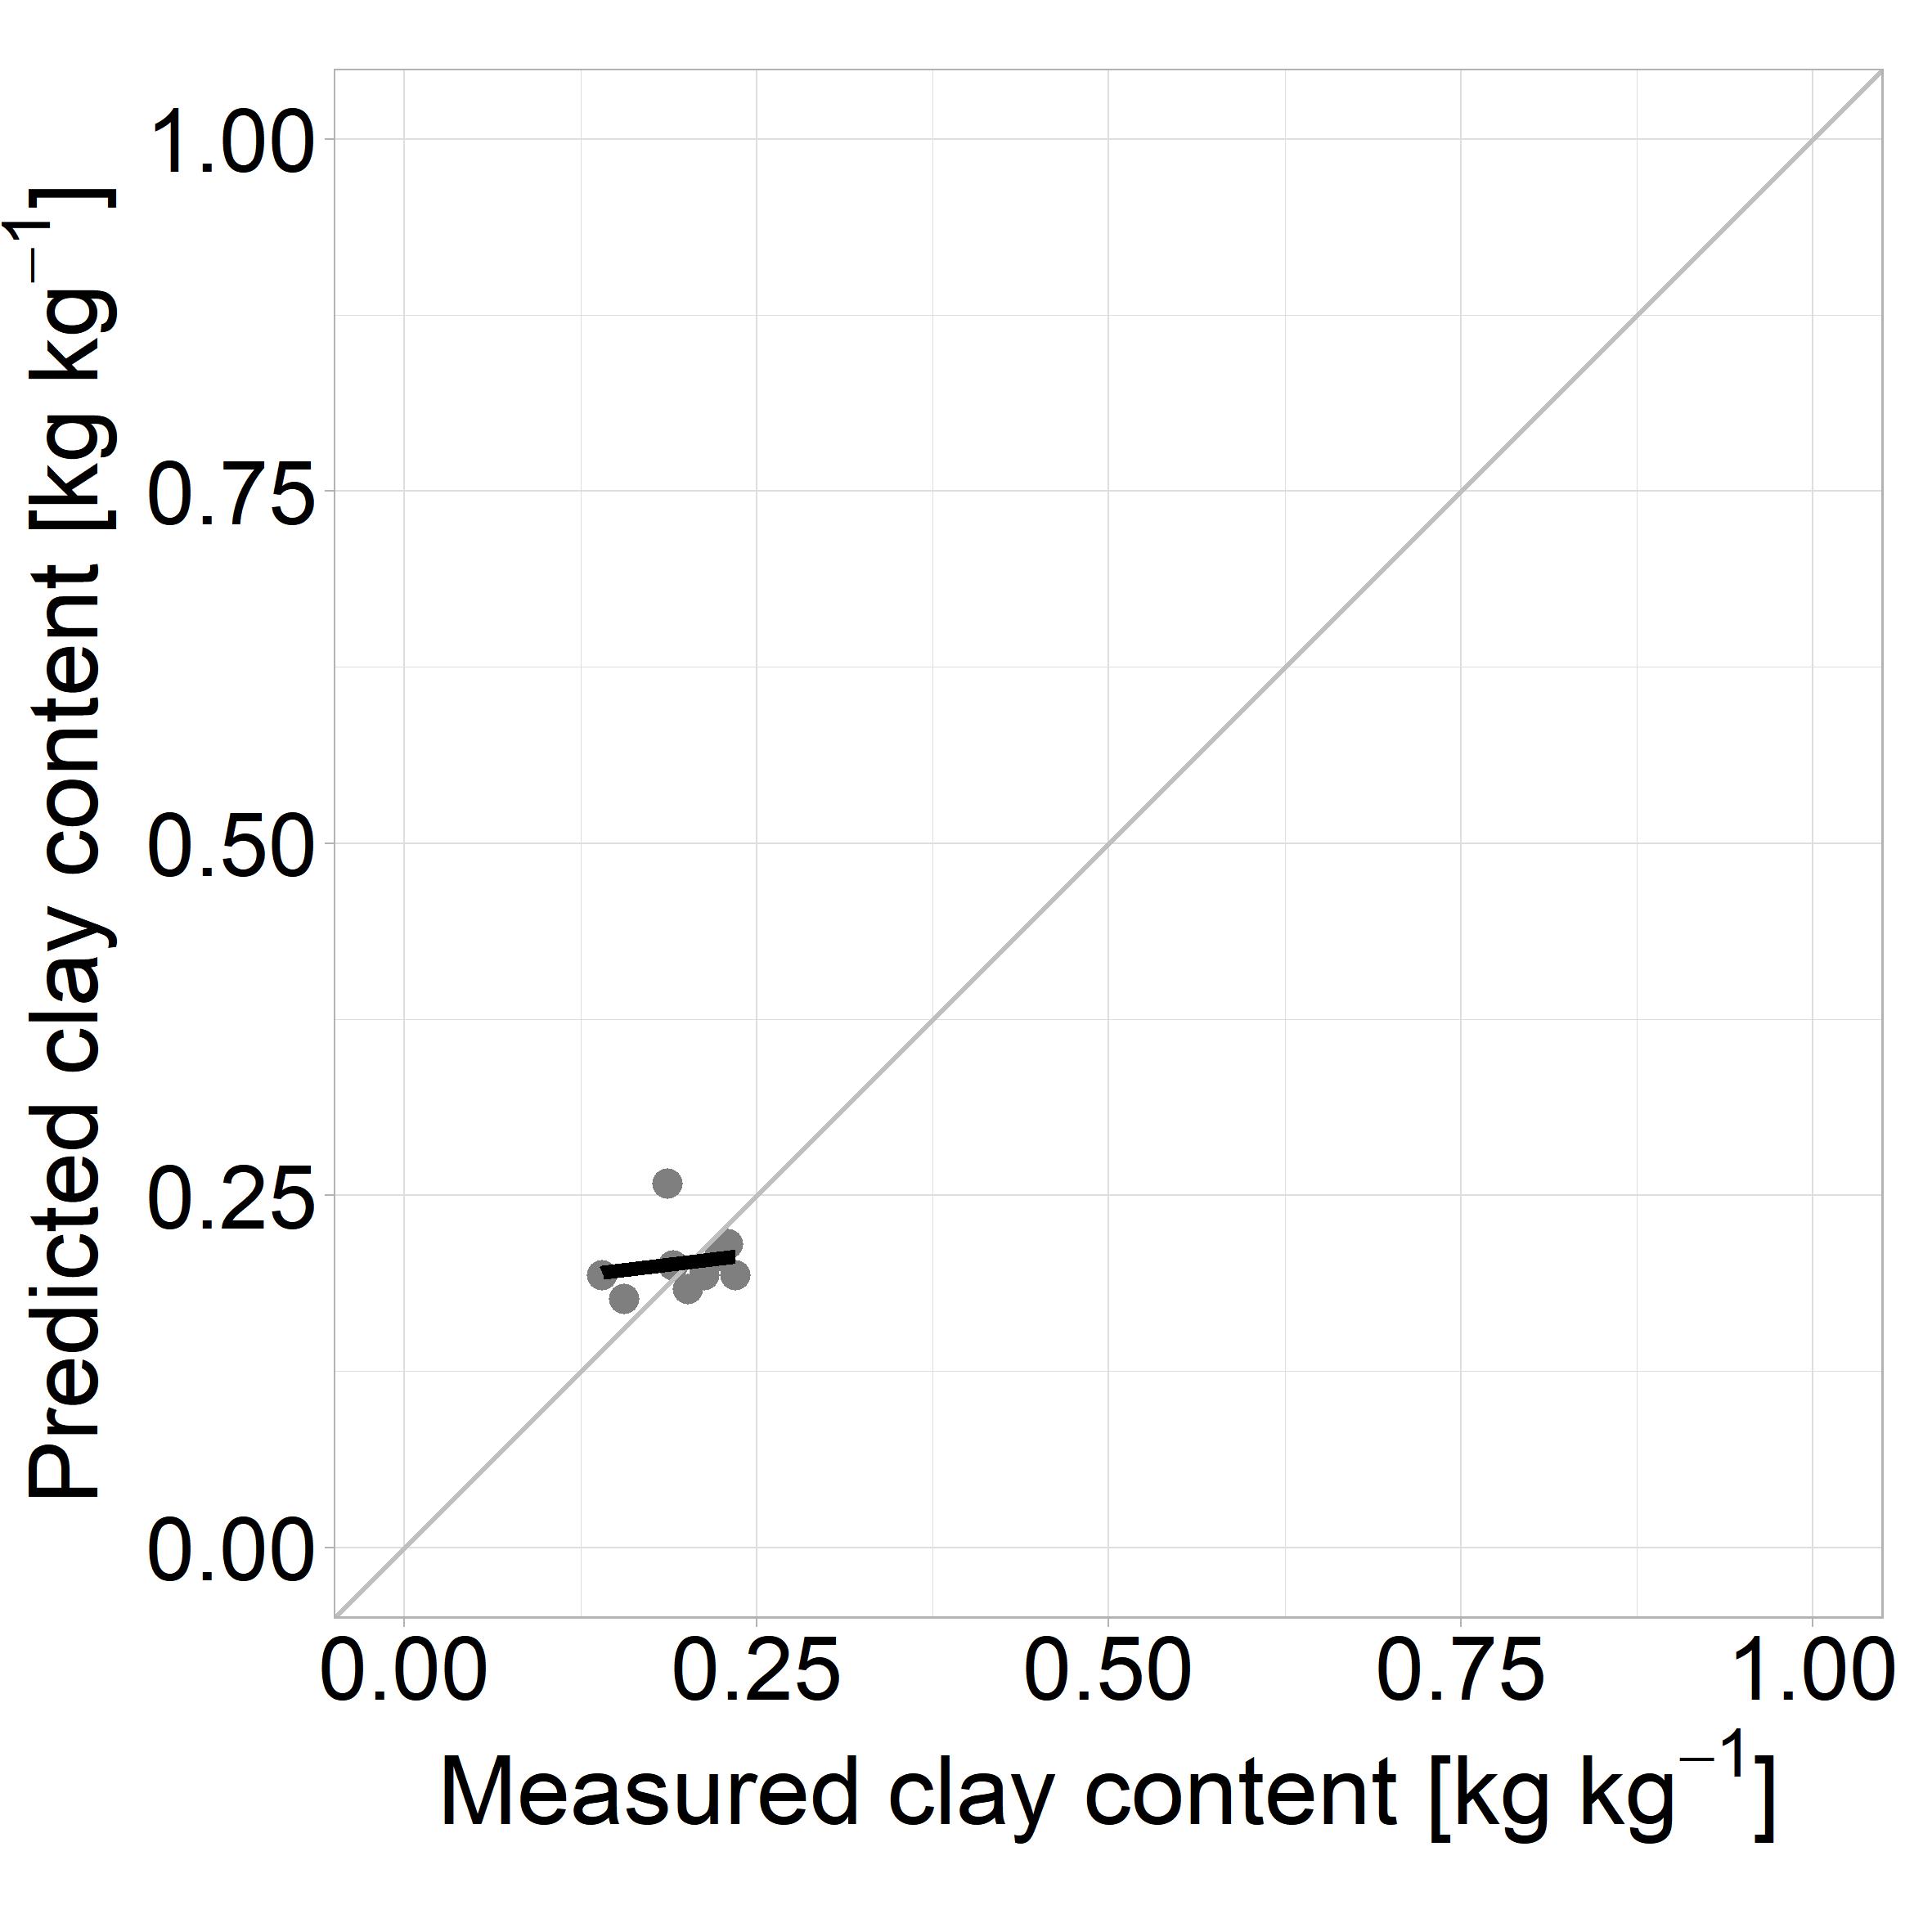 Predicted clay content [kg kg⁻¹]
1.00
0.75
0.50
0.25
0.00
0.00 0.25 0.50 0.75 1.00
Measured clay content [kg kg⁻¹]